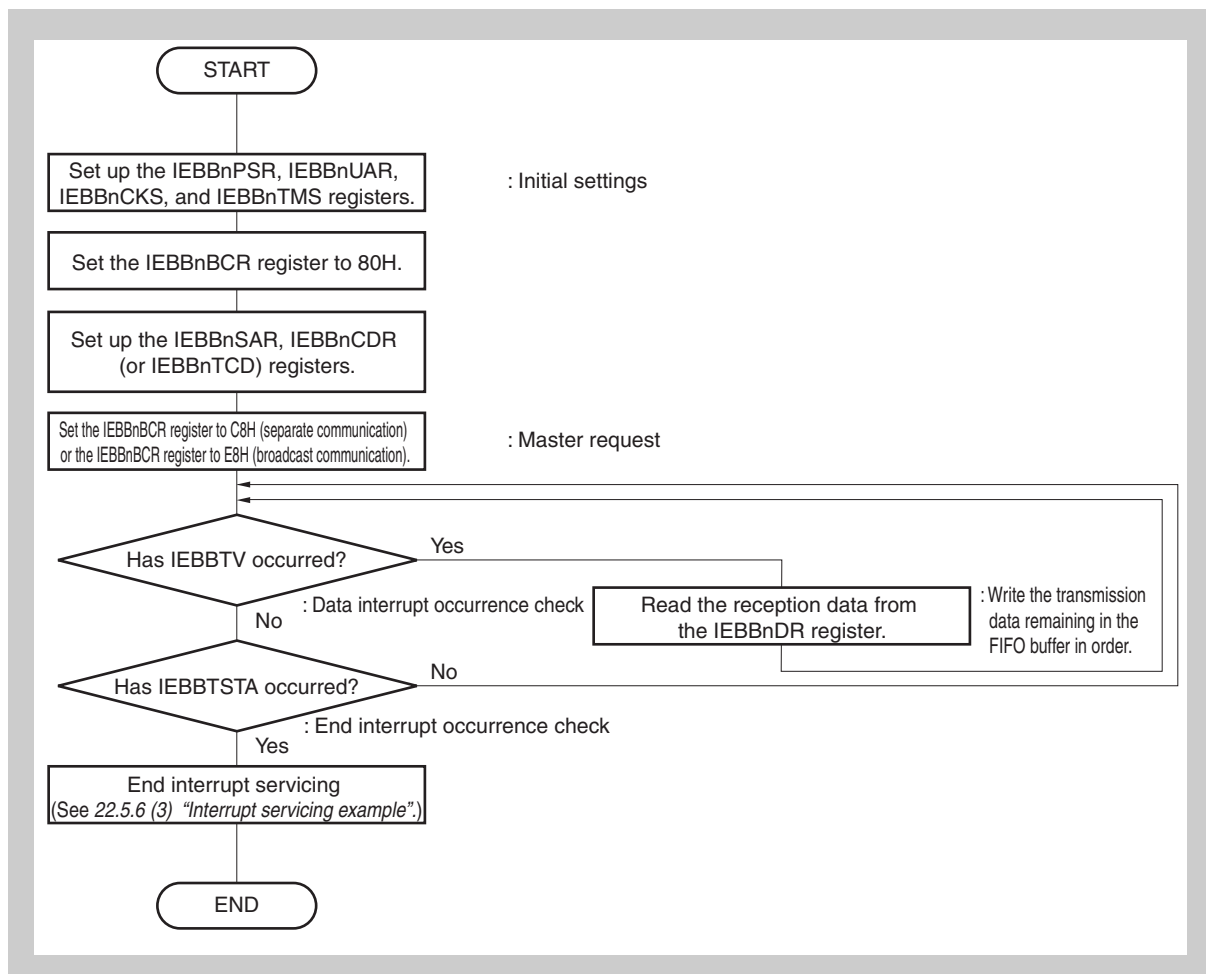 START
Set up the IEBBnPSR, IEBBnUAR,
IEBBnCKS, and IEBBnTMS registers.
: Initial settings
Set the IEBBnBCR register to 80H.
Set up the IEBBnSAR, IEBBnCDR
(or IEBBnTCD) registers.
Set the IEBBnBCR register to C8H (separate communication)
or the IEBBnBCR register to E8H (broadcast communication).
: Master request
Has IEBBTV occurred?
Yes
No
: Data interrupt occurrence check
Read the reception data from
the IEBBnDR register.
: Write the transmission
data remaining in the
FIFO buffer in order.
Has IEBBTSTA occurred?
No
: End interrupt occurrence check
Yes
End interrupt servicing
(See 22.5.6 (3) “Interrupt servicing example”.)
END